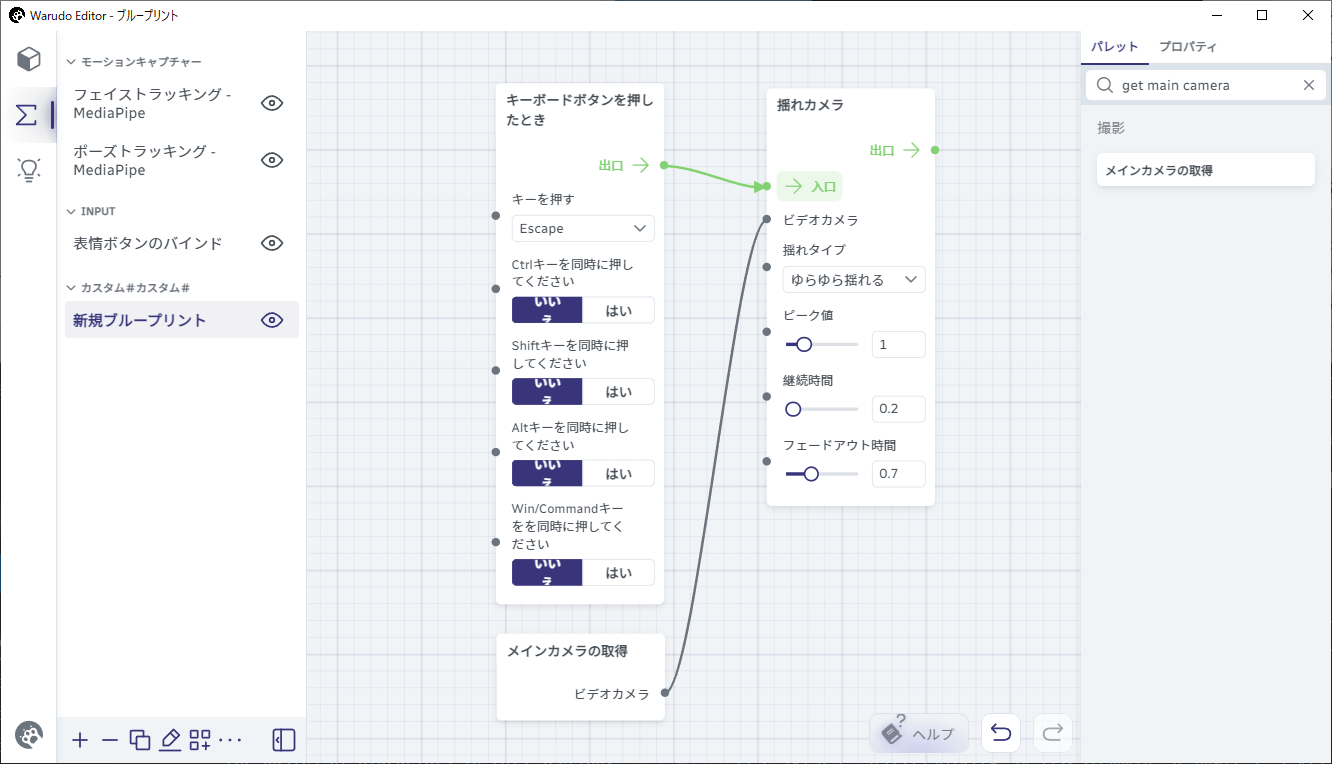 Warudo Editor - ブループリント
モーションキャプチャー
フェイストラッキング -
MediaPipe
ポーズトラッキング -
MediaPipe
INPUT
表情ボタンのバインド
カスタム#カスタム#
新規ブループリント
キーボードボタンを押し
たとき
出口
キーを押す
Escape
Ctrlキーを同時に押し
てください
いいえ
はい
Shiftキーを同時に押
してください
いいえ
はい
Altキーを同時に押し
てください
いいえ
はい
Win/Commandキー
をを同時に押してく
ださい
いいえ
はい
メインカメラの取得
ビデオカメラ
揺れカメラ
出口
入口
ビデオカメラ
揺れタイプ
ゆらゆら揺れる
ピーク値
1
継続時間
0.2
フェードアウト時間
0.7
ヘルプ
パレット プロパティ
get main camera
撮影
メインカメラの取得